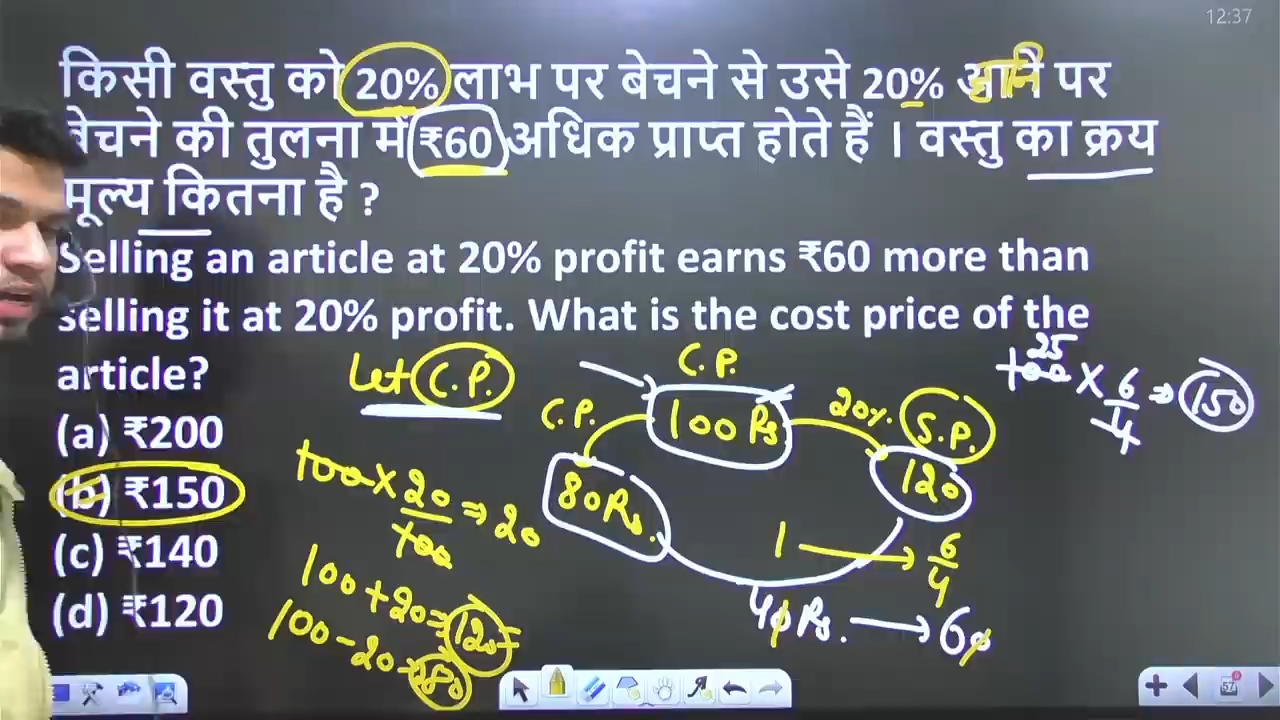 12:37
किसी वस्तु को 20% लाभ पर बेचने से उसे 20% हानि पर
बेचने की तुलना में ₹60 अधिक प्राप्त होते हैं । वस्तु का क्रय
मूल्य कितना है ?
Selling an article at 20% profit earns ₹60 more than
selling it at 20% profit. What is the cost price of the
article?
(a) ₹200
(b) ₹150
(c) ₹140
(d) ₹120
Let C.P.
C.P.
C.P.
100 Rs
20% S.P.
80 Rs.
120
100 × 20/100 ⇒ 20
100 + 20 = 120
100 - 20 = 80
1 → 6/4
40 Rs. → 60
25
100 × 6/4 ⇒ 150
57